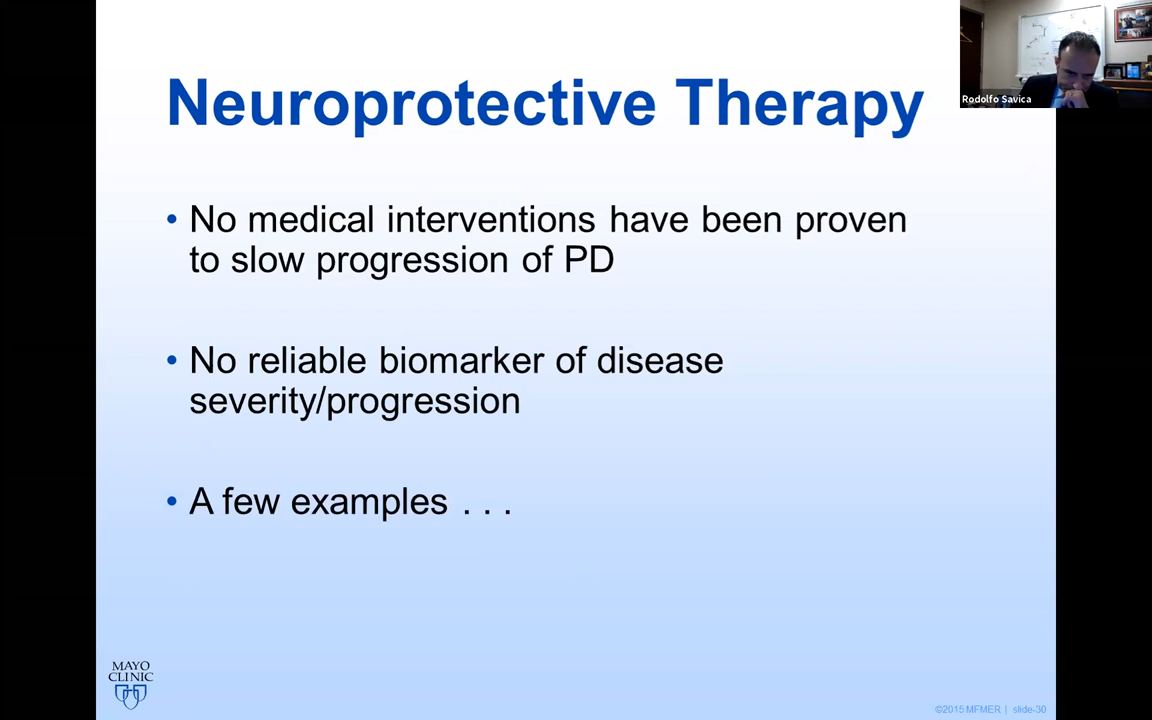 Neuroprotective Therapy
Rodolfo Savica
• No medical interventions have been proven
to slow progression of PD
• No reliable biomarker of disease
severity/progression
• A few examples . . .
MAYO
CLINIC
©2015 MFMER | slide-30